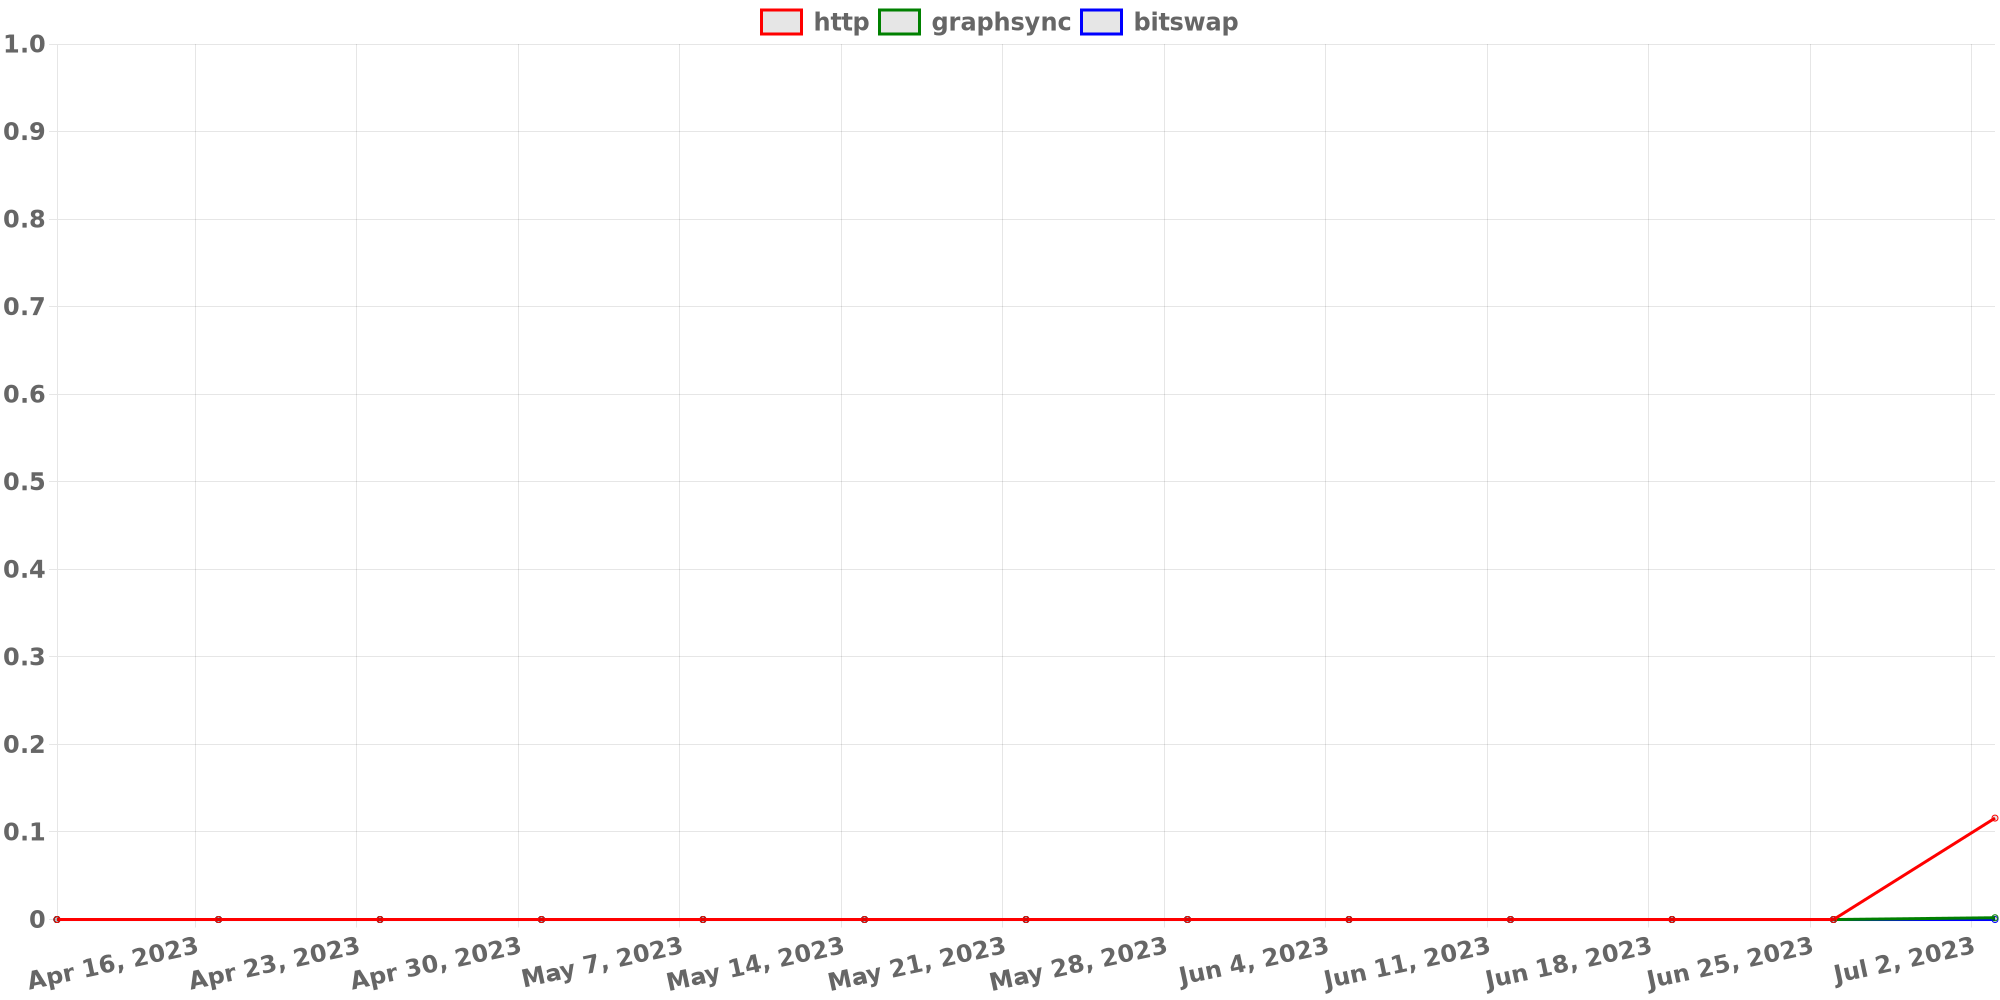 http graphsync bitswap
1.0
0.9
0.8
0.7
0.6
0.5
0.4
0.3
0.2
0.1
0
Apr 16, 2023
Apr 23, 2023
Apr 30, 2023
May 7, 2023
May 14, 2023
May 21, 2023
May 28, 2023
Jun 4, 2023
Jun 11, 2023
Jun 18, 2023
Jun 25, 2023
Jul 2, 2023